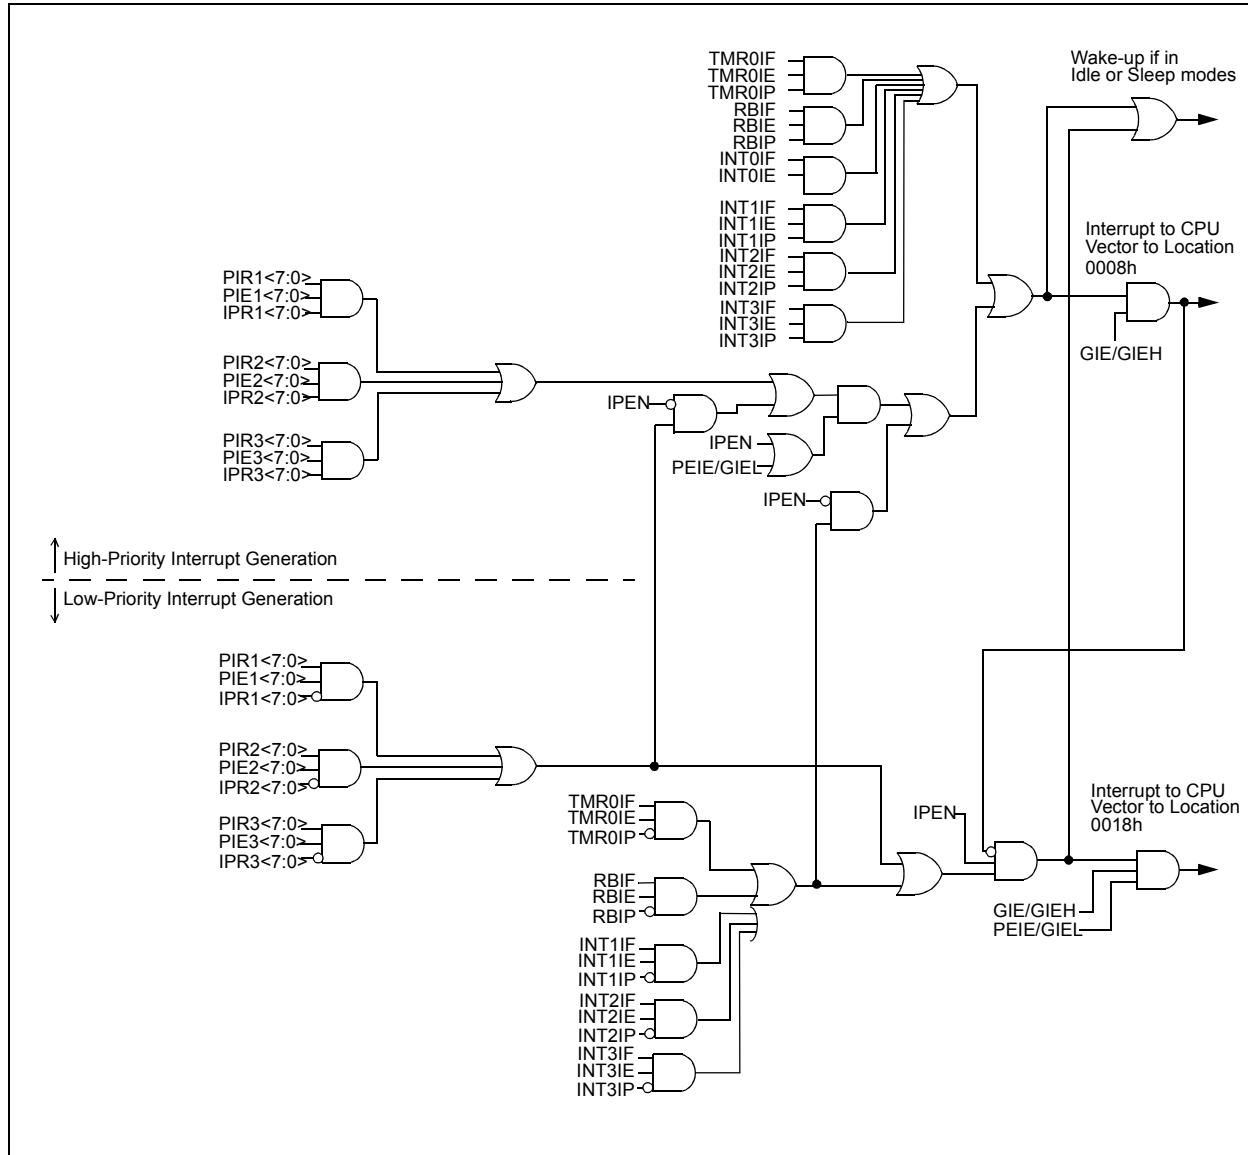 TMR0IF
TMR0IE
TMR0IP
RBIF
RBIE
RBIP
INT0IF
INT0IE
INT1IF
INT1IE
INT1IP
INT2IF
INT2IE
INT2IP
INT3IF
INT3IE
INT3IP
Wake-up if in
Idle or Sleep modes
Interrupt to CPU
Vector to Location
0008h
GIE/GIEH
PIR1<7:0>
PIE1<7:0>
IPR1<7:0>
PIR2<7:0>
PIE2<7:0>
IPR2<7:0>
PIR3<7:0>
PIE3<7:0>
IPR3<7:0>
IPEN
IPEN
PEIE/GIEL
IPEN
High-Priority Interrupt Generation
Low-Priority Interrupt Generation
PIR1<7:0>
PIE1<7:0>
IPR1<7:0>
PIR2<7:0>
PIE2<7:0>
IPR2<7:0>
PIR3<7:0>
PIE3<7:0>
IPR3<7:0>
TMR0IF
TMR0IE
TMR0IP
RBIF
RBIE
RBIP
INT1IF
INT1IE
INT1IP
INT2IF
INT2IE
INT2IP
INT3IF
INT3IE
INT3IP
IPEN
Interrupt to CPU
Vector to Location
0018h
GIE/GIEH
PEIE/GIEL